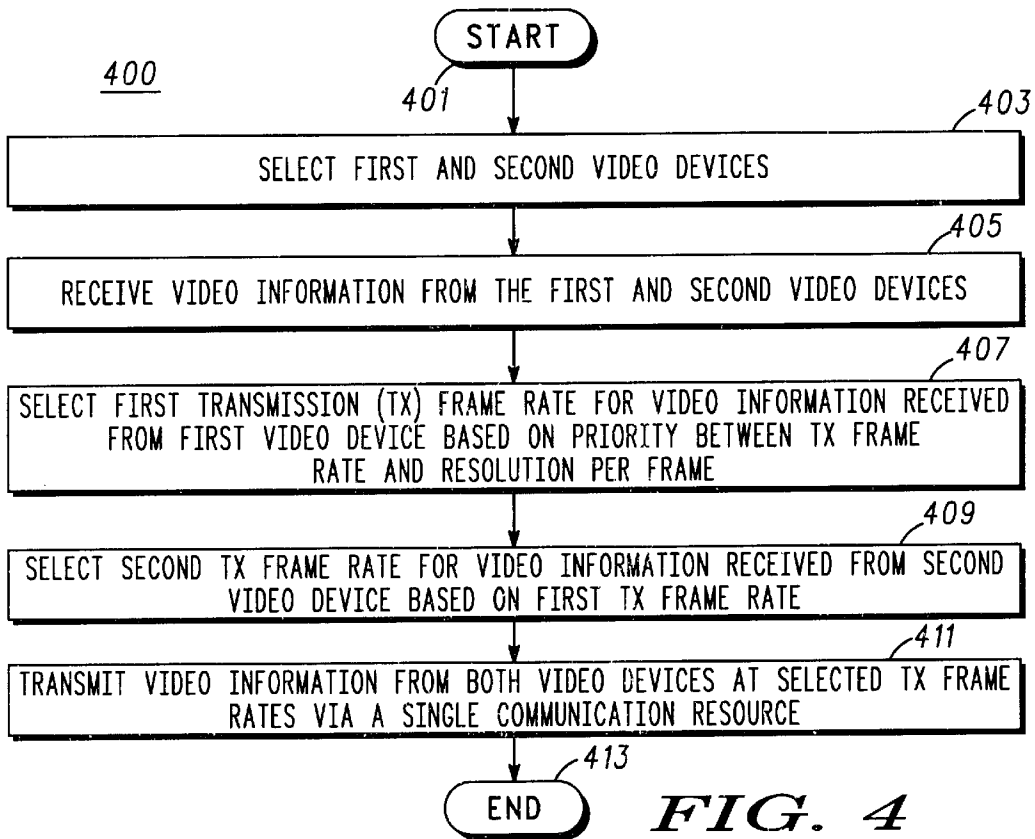 START
400
401
403
SELECT FIRST AND SECOND VIDEO DEVICES
405
RECEIVE VIDEO INFORMATION FROM THE FIRST AND SECOND VIDEO DEVICES
407
SELECT FIRST TRANSMISSION (TX) FRAME RATE FOR VIDEO INFORMATION RECEIVED
FROM FIRST VIDEO DEVICE BASED ON PRIORITY BETWEEN TX FRAME
RATE AND RESOLUTION PER FRAME
409
SELECT SECOND TX FRAME RATE FOR VIDEO INFORMATION RECEIVED FROM SECOND
VIDEO DEVICE BASED ON FIRST TX FRAME RATE
411
TRANSMIT VIDEO INFORMATION FROM BOTH VIDEO DEVICES AT SELECTED TX FRAME
RATES VIA A SINGLE COMMUNICATION RESOURCE
413
END
FIG. 4